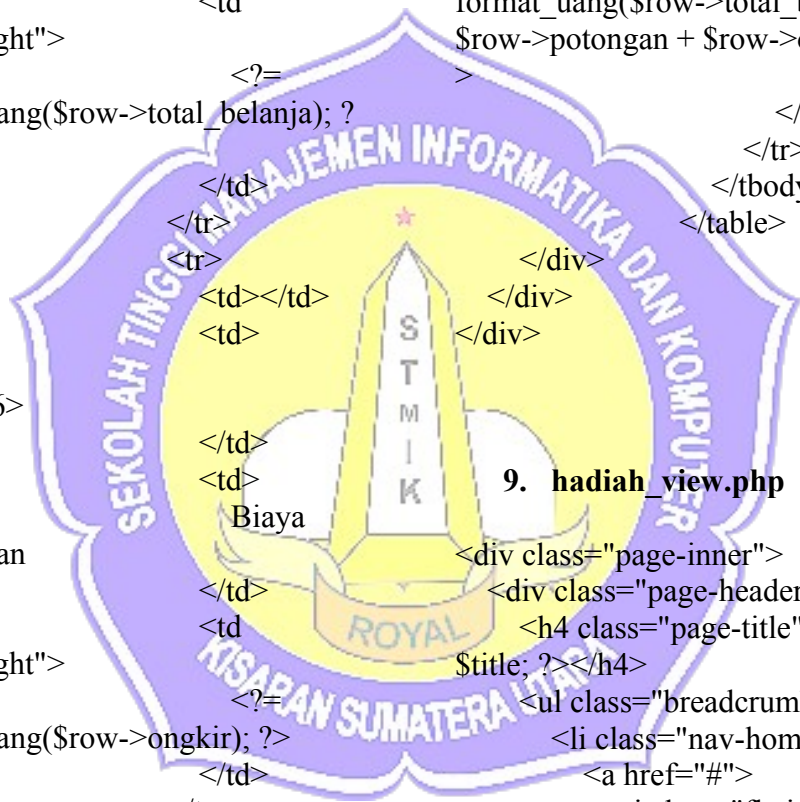 <td
ght">
<?=
ang($row->total_belanja); ?
</td>
</tr>
<tr>
<td></td>
<td>
6>
</td>
<td>
Biaya
an
</td>
<td
ght">
<?=
ang($row->ongkir); ?>
</td>
format_uang($row->total_b
$row->potongan + $row->
>
</
</tr>
</tbody
</table>
</div>
</div>
</div>
9. hadiah_view.php
<div class="page-inner">
<div class="page-header
<h4 class="page-title"
$title; ?></h4>
<ul class="breadcrum
<li class="nav-hom
<a href="#">
SEKOLAH TINGGI MANAJEMEN INFORMATIKA DAN KOMPUTER
STMIK
ROYAL
KISARAN SUMATERA UTARA